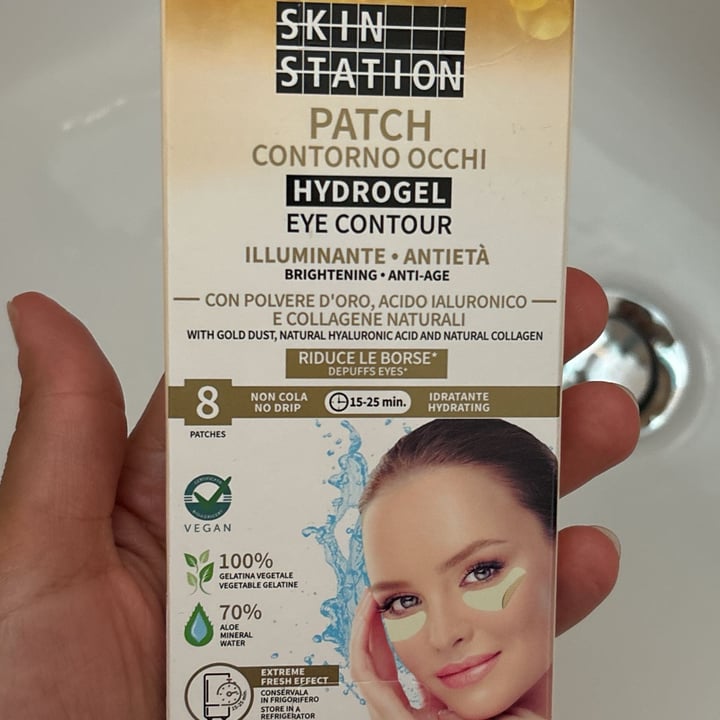 SKIN
STATION
PATCH
CONTORNO OCCHI
HYDROGEL
EYE CONTOUR
ILLUMINANTE • ANTIETÀ
BRIGHTENING • ANTI-AGE
CON POLVERE D'ORO, ACIDO IALURONICO
E COLLAGENE NATURALI
WITH GOLD DUST, NATURAL HYALURONIC ACID AND NATURAL COLLAGEN
RIDUCE LE BORSE*
DEPUFFS EYES*
8
PATCHES
NON COLA
NO DRIP
15-25 min.
IDRATANTE
HYDRATING
VEGAN
100%
GELATINA VEGETALE
VEGETABLE GELATINE
70%
ALOE
MINERAL
WATER
EXTREME
FRESH EFFECT
CONSÉRVALA
IN FRIGORIFERO
STORE IN A
REFRIGERATOR